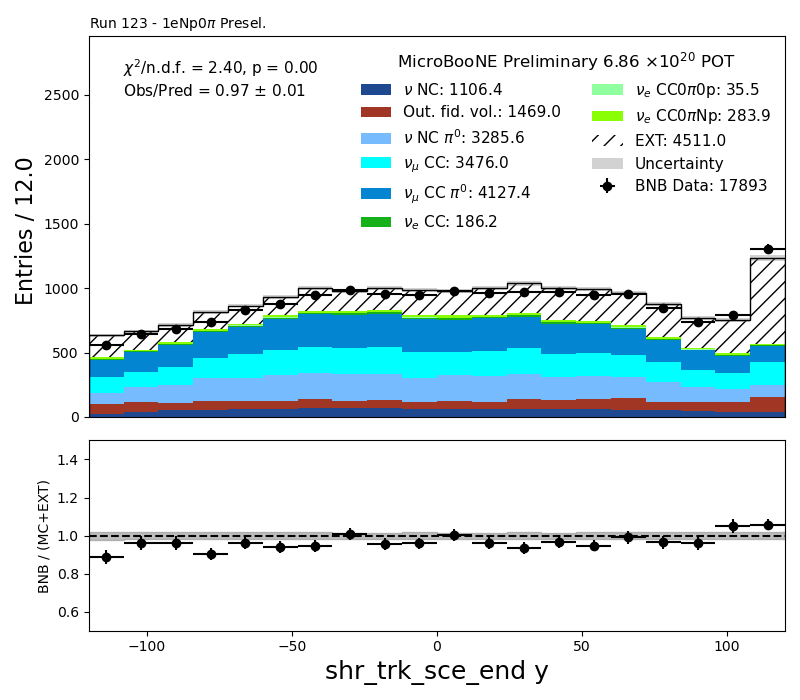 Run 123 - 1eNp0π Presel.
χ²/n.d.f. = 2.40, p = 0.00
Obs/Pred = 0.97 ± 0.01
MicroBooNE Preliminary 6.86 ×10²⁰ POT
ν NC: 1106.4
Out. fid. vol.: 1469.0
ν NC π⁰: 3285.6
ν_μ CC: 3476.0
ν_μ CC π⁰: 4127.4
ν_e CC: 186.2
ν_e CC0π0p: 35.5
ν_e CC0πNp: 283.9
EXT: 4511.0
Uncertainty
BNB Data: 17893
Entries / 12.0
2500
2000
1500
1000
500
0
BNB / (MC+EXT)
1.4
1.2
1.0
0.8
0.6
−100 −50 0 50 100
shr_trk_sce_end y